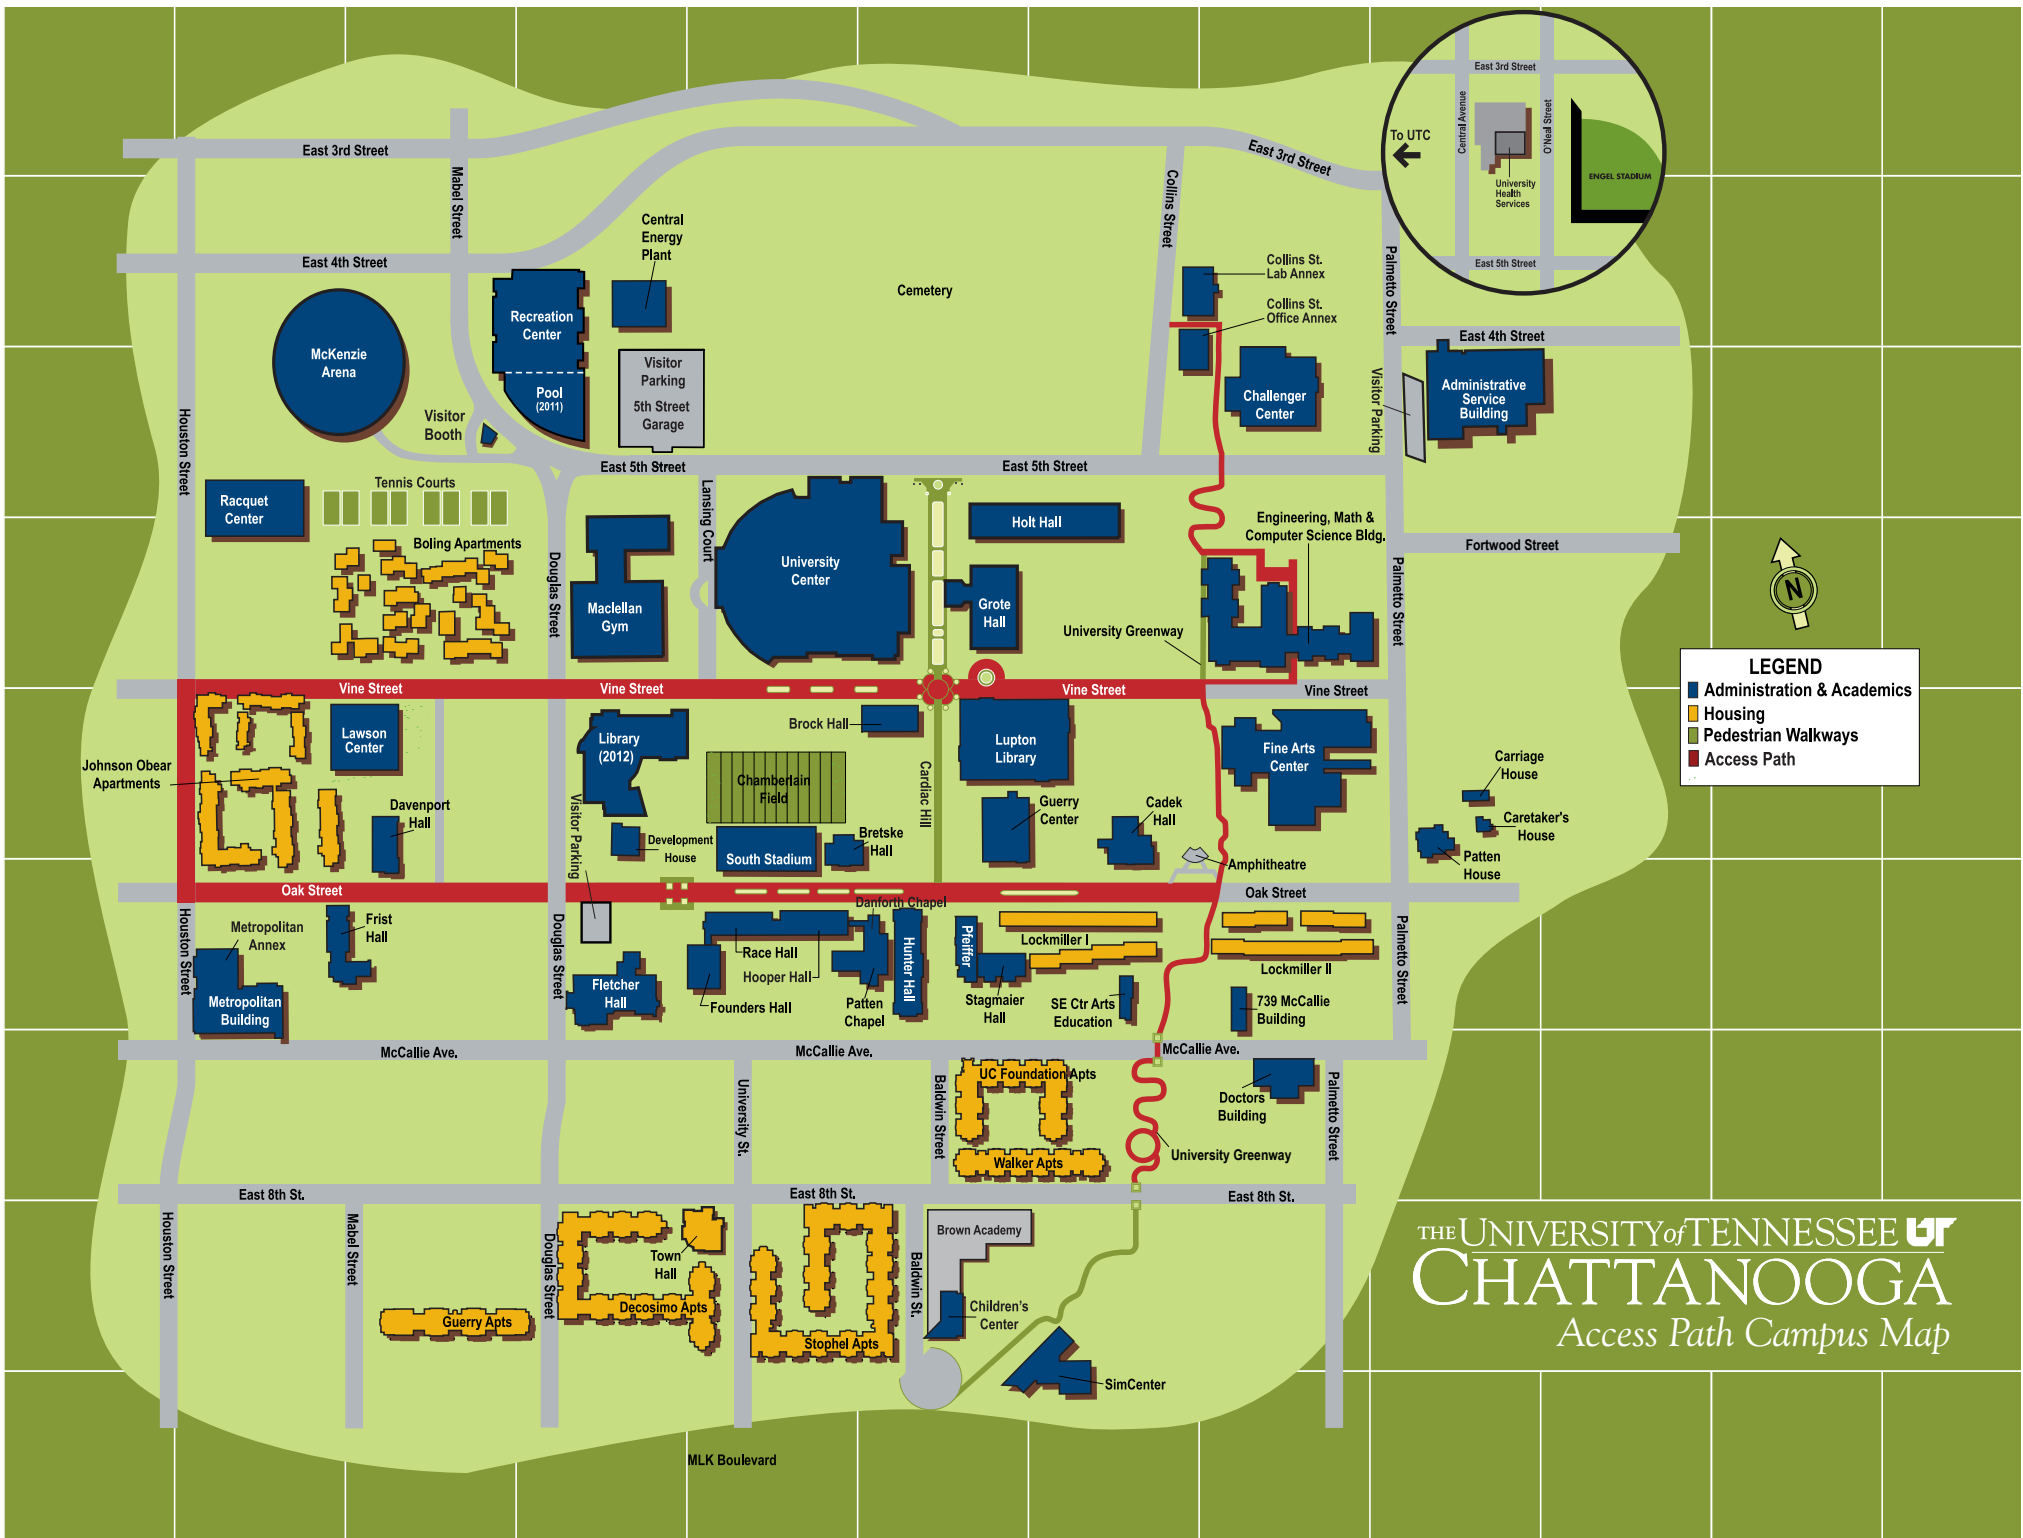 East 3rd Street
East 3rd Street
Central Avenue
O'Neal Street
To UTC
University
Health
Services
ENGEL STADIUM
East 5th Street
East 3rd Street
Mabel Street
Collins Street
Central
Energy
Plant
East 4th Street
Palmetto Street
Collins St.
Lab Annex
Cemetery
Collins St.
Office Annex
Recreation
Center
East 4th Street
McKenzie
Arena
Visitor
Parking
5th Street
Garage
Pool
(2011)
Challenger
Center
Visitor Parking
Administrative
Service
Building
Houston Street
Visitor
Booth
East 5th Street
East 5th Street
Tennis Courts
Racquet
Center
Lansing Court
Holt Hall
Engineering, Math &
Computer Science Bldg.
Boling Apartments
Fortwood Street
Douglas Street
University
Center
Palmetto Street
N
Maclellan
Gym
Grote
Hall
University Greenway
LEGEND
Administration & Academics
Housing
Pedestrian Walkways
Access Path
Vine Street
Vine Street
Vine Street
Vine Street
Brock Hall
Lawson
Center
Library
(2012)
Lupton
Library
Fine Arts
Center
Johnson Obear
Apartments
Chamberlain
Field
Cardiac Hill
Carriage
House
Davenport
Hall
Visitor Parking
Guerry
Center
Cadek
Hall
Caretaker's
House
Development
House
South Stadium
Bretske
Hall
Amphitheatre
Patten
House
Oak Street
Oak Street
Danforth Chapel
Houston Street
Metropolitan
Annex
Frist
Hall
Douglas Street
Race Hall
Hooper Hall
Hunter Hall
Pfeiffer
Lockmiller I
Lockmiller II
Palmetto Street
Metropolitan
Building
Fletcher
Hall
Founders Hall
Patten
Chapel
Stagmaier
Hall
SE Ctr Arts
Education
739 McCallie
Building
McCallie Ave.
McCallie Ave.
McCallie Ave.
University St.
Baldwin Street
UC Foundation Apts
Doctors
Building
Palmetto Street
Walker Apts
University Greenway
East 8th St.
East 8th St.
East 8th St.
Houston Street
Mabel Street
Douglas Street
Town
Hall
Baldwin St.
Brown Academy
Decosimo Apts
Guerry Apts
Stophel Apts
Children's
Center
SimCenter
MLK Boulevard
THE UNIVERSITY of TENNESSEE UT
CHATTANOOGA
Access Path Campus Map